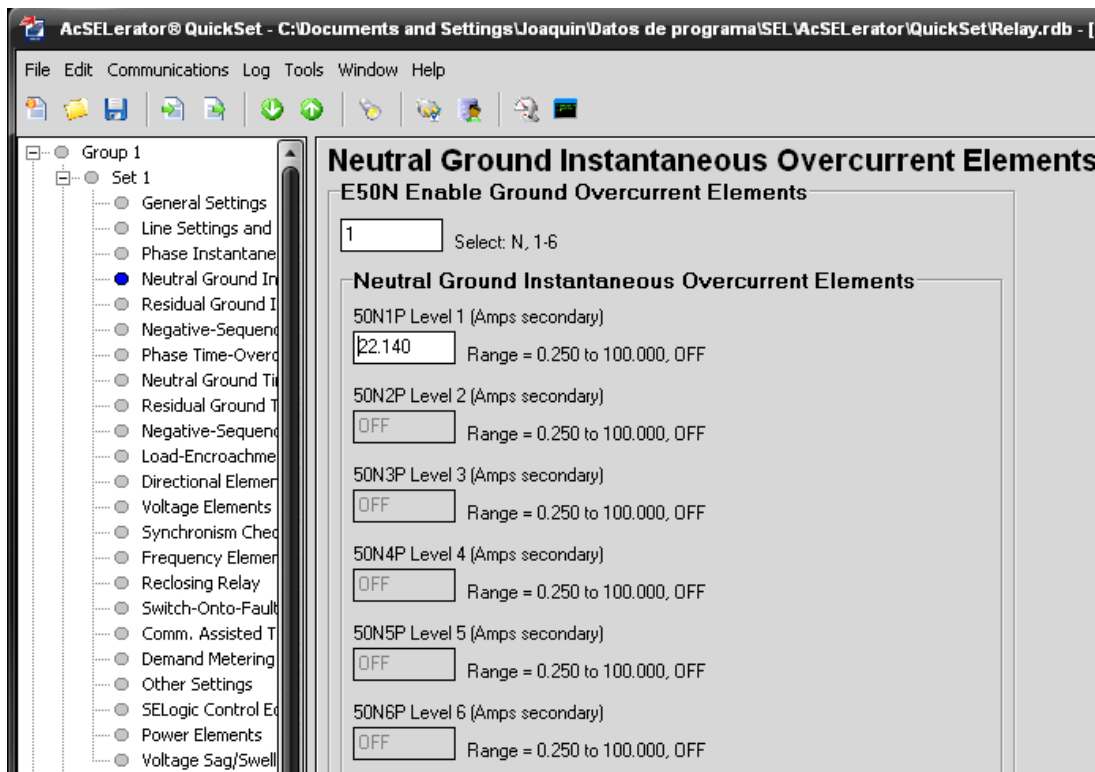 AcSELerator® QuickSet - C:\Documents and Settings\Joaquin\Datos de programa\SEL\AcSELerator\QuickSet\Relay.rdb - [
File Edit Communications Log Tools Window Help
Group 1
Set 1
General Settings
Line Settings and
Phase Instantane
Neutral Ground In
Residual Ground I
Negative-Sequenc
Phase Time-Overc
Neutral Ground Ti
Residual Ground T
Negative-Sequenc
Load-Encroachme
Directional Elemen
Voltage Elements
Synchronism Chec
Frequency Elemen
Reclosing Relay
Switch-Onto-Fault
Comm. Assisted T
Demand Metering
Other Settings
SELogic Control Eq
Power Elements
Voltage Sag/Swell
Neutral Ground Instantaneous Overcurrent Elements
E50N Enable Ground Overcurrent Elements
1 Select: N, 1-6
Neutral Ground Instantaneous Overcurrent Elements
50N1P Level 1 (Amps secondary)
22.140 Range = 0.250 to 100.000, OFF
50N2P Level 2 (Amps secondary)
OFF Range = 0.250 to 100.000, OFF
50N3P Level 3 (Amps secondary)
OFF Range = 0.250 to 100.000, OFF
50N4P Level 4 (Amps secondary)
OFF Range = 0.250 to 100.000, OFF
50N5P Level 5 (Amps secondary)
OFF Range = 0.250 to 100.000, OFF
50N6P Level 6 (Amps secondary)
OFF Range = 0.250 to 100.000, OFF